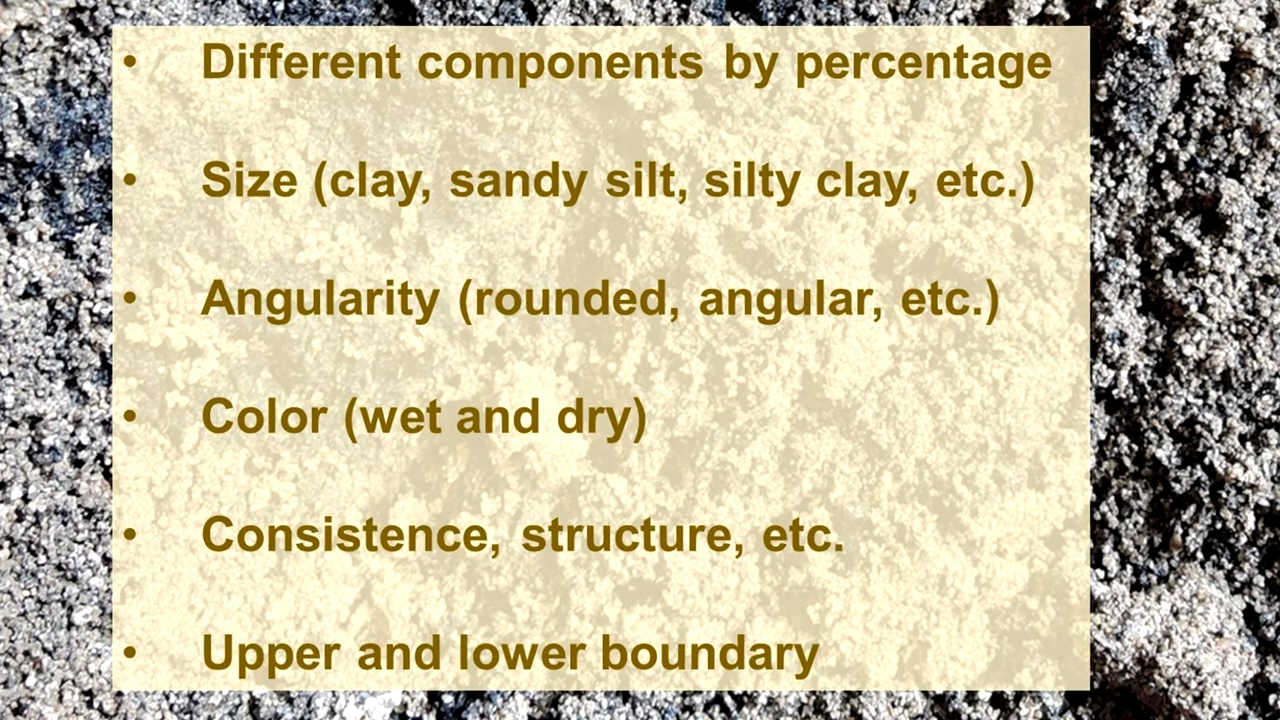 • Different components by percentage
• Size (clay, sandy silt, silty clay, etc.)
• Angularity (rounded, angular, etc.)
• Color (wet and dry)
• Consistence, structure, etc.
• Upper and lower boundary